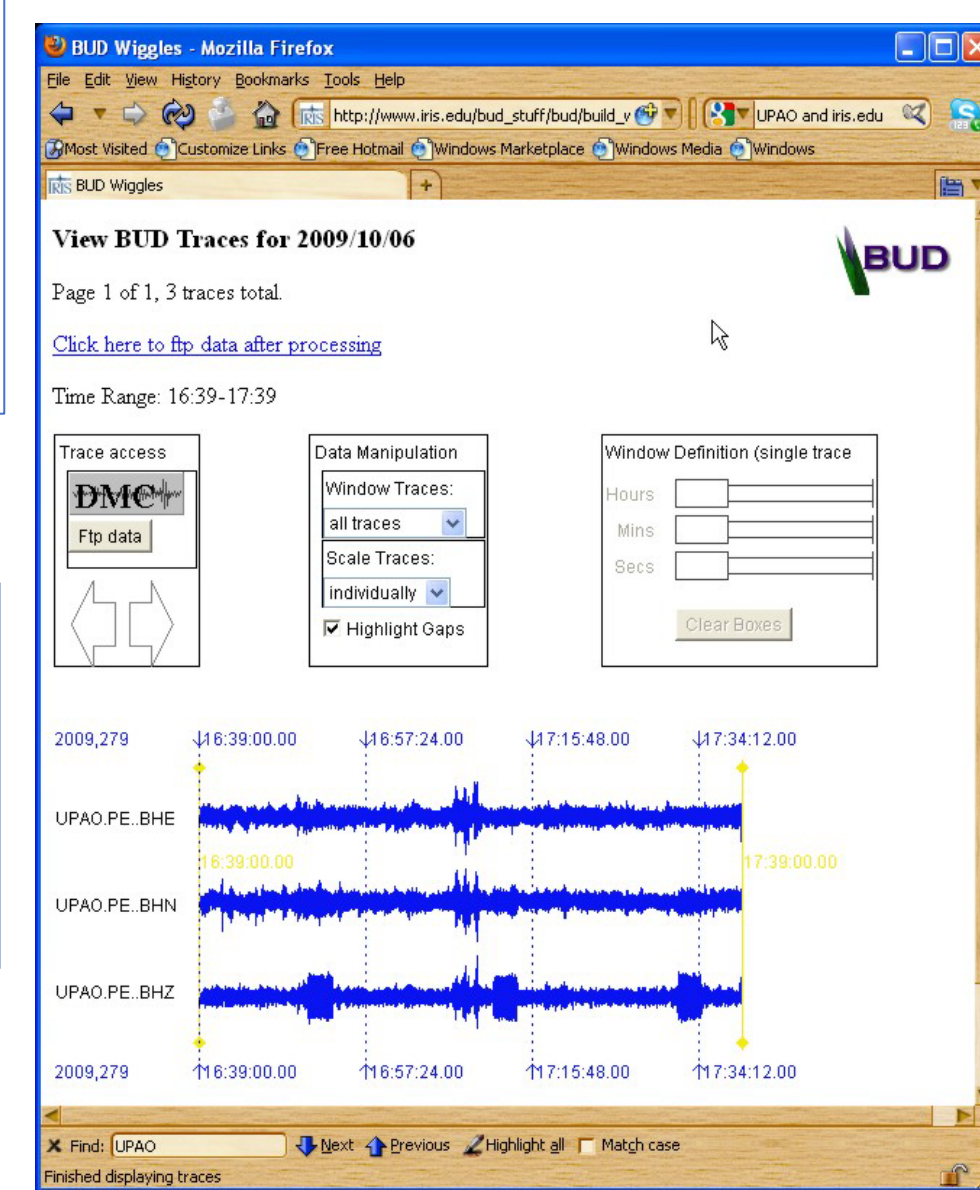 BUD Wiggles - Mozilla Firefox
File Edit View History Bookmarks Tools Help
http://www.iris.edu/bud_stuff/bud/build_v
UPAO and iris.edu
Most Visited Customize Links Free Hotmail Windows Marketplace Windows Media Windows
IRIS BUD Wiggles
View BUD Traces for 2009/10/06
BUD
Page 1 of 1, 3 traces total.
Click here to ftp data after processing
Time Range: 16:39-17:39
Trace access
DMC
Ftp data
Data Manipulation
Window Traces:
all traces
Scale Traces:
individually
Highlight Gaps
Window Definition (single trace
Hours
Mins
Secs
Clear Boxes
2009,279 16:39:00.00 16:57:24.00 17:15:48.00 17:34:12.00
UPAO.PE..BHE
16:39:00.00 17:39:00.00
UPAO.PE..BHN
UPAO.PE..BHZ
2009,279 16:39:00.00 16:57:24.00 17:15:48.00 17:34:12.00
Find: UPAO Next Previous Highlight all Match case
Finished displaying traces